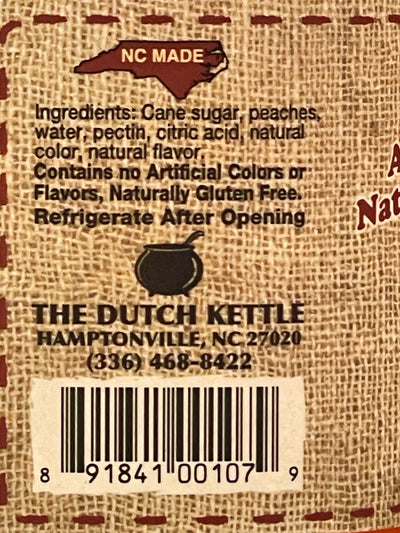 NC MADE
Ingredients: Cane sugar, peaches,
water, pectin, citric acid, natural
color, natural flavor.
Contains no Artificial Colors or
Flavors, Naturally Gluten Free.
Refrigerate After Opening
THE DUTCH KETTLE
HAMPTONVILLE, NC 27020
(336) 468-8422
8 91841 00107 9